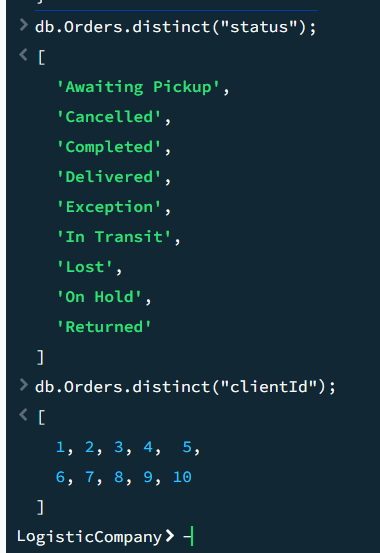 > db.Orders.distinct("status");
< [
'Awaiting Pickup',
'Cancelled',
'Completed',
'Delivered',
'Exception',
'In Transit',
'Lost',
'On Hold',
'Returned'
]
> db.Orders.distinct("clientId");
< [
1, 2, 3, 4, 5,
6, 7, 8, 9, 10
]
LogisticCompany> -